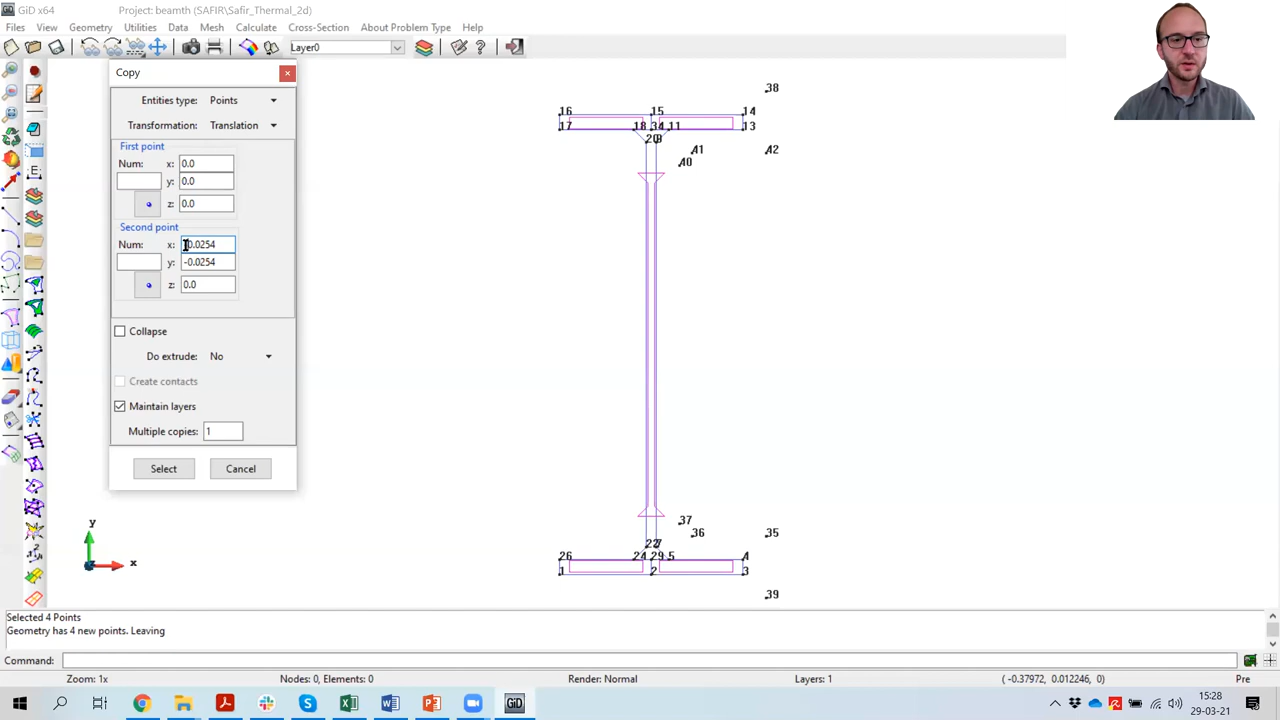 GiD x64
Project: beamth (SAFIR/Safir_Thermal_2d)
Files View Geometry Utilities Data Mesh Calculate Cross-Section About Problem Type Help
Layer0
Copy
Entities type: Points
Transformation: Translation
First point
Num: x: 0.0
y: 0.0
z: 0.0
Second point
Num: x: 0.0254
y: -0.0254
z: 0.0
Collapse
Do extrude: No
Create contacts
Maintain layers
Multiple copies: 1
Select Cancel
38
16 15 14
17 18 34 11 13
20
41 42
40
37
36 35
26 24 29 5 4
1 2 3
39
y
x
Selected 4 Points
Geometry has 4 new points. Leaving
Command:
Zoom: 1x Nodes: 0, Elements: 0 Render: Normal Layers: 1 ( -0.37972, 0.012246, 0) Pre
15:28
29-03-21